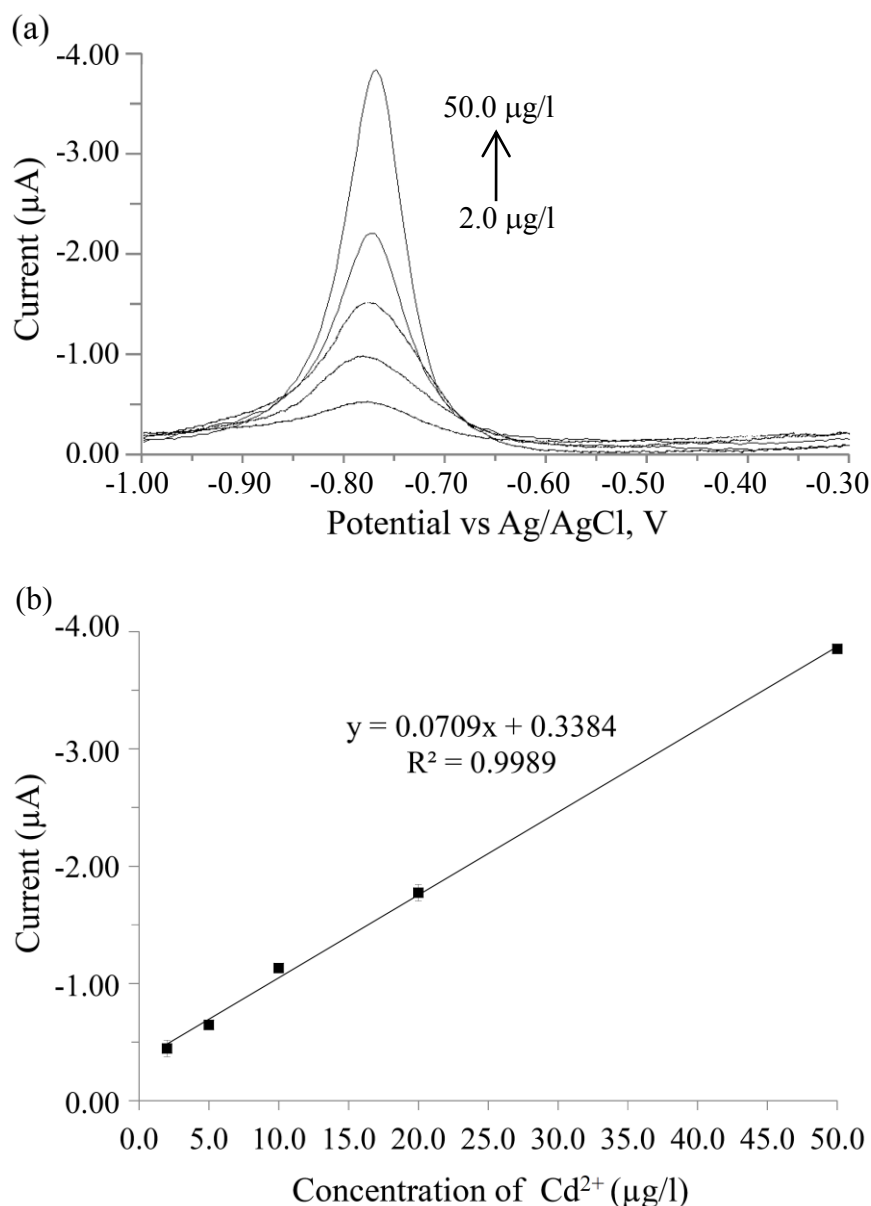 (a)
-4.00
-3.00
-2.00
-1.00
0.00
Current (µA)
50.0 µg/l
2.0 µg/l
-1.00 -0.90 -0.80 -0.70 -0.60 -0.50 -0.40 -0.30
Potential vs Ag/AgCl, V
(b)
-4.00
-3.00
-2.00
-1.00
0.00
Current (µA)
y = 0.0709x + 0.3384
R² = 0.9989
0.0 5.0 10.0 15.0 20.0 25.0 30.0 35.0 40.0 45.0 50.0
Concentration of Cd²⁺ (µg/l)